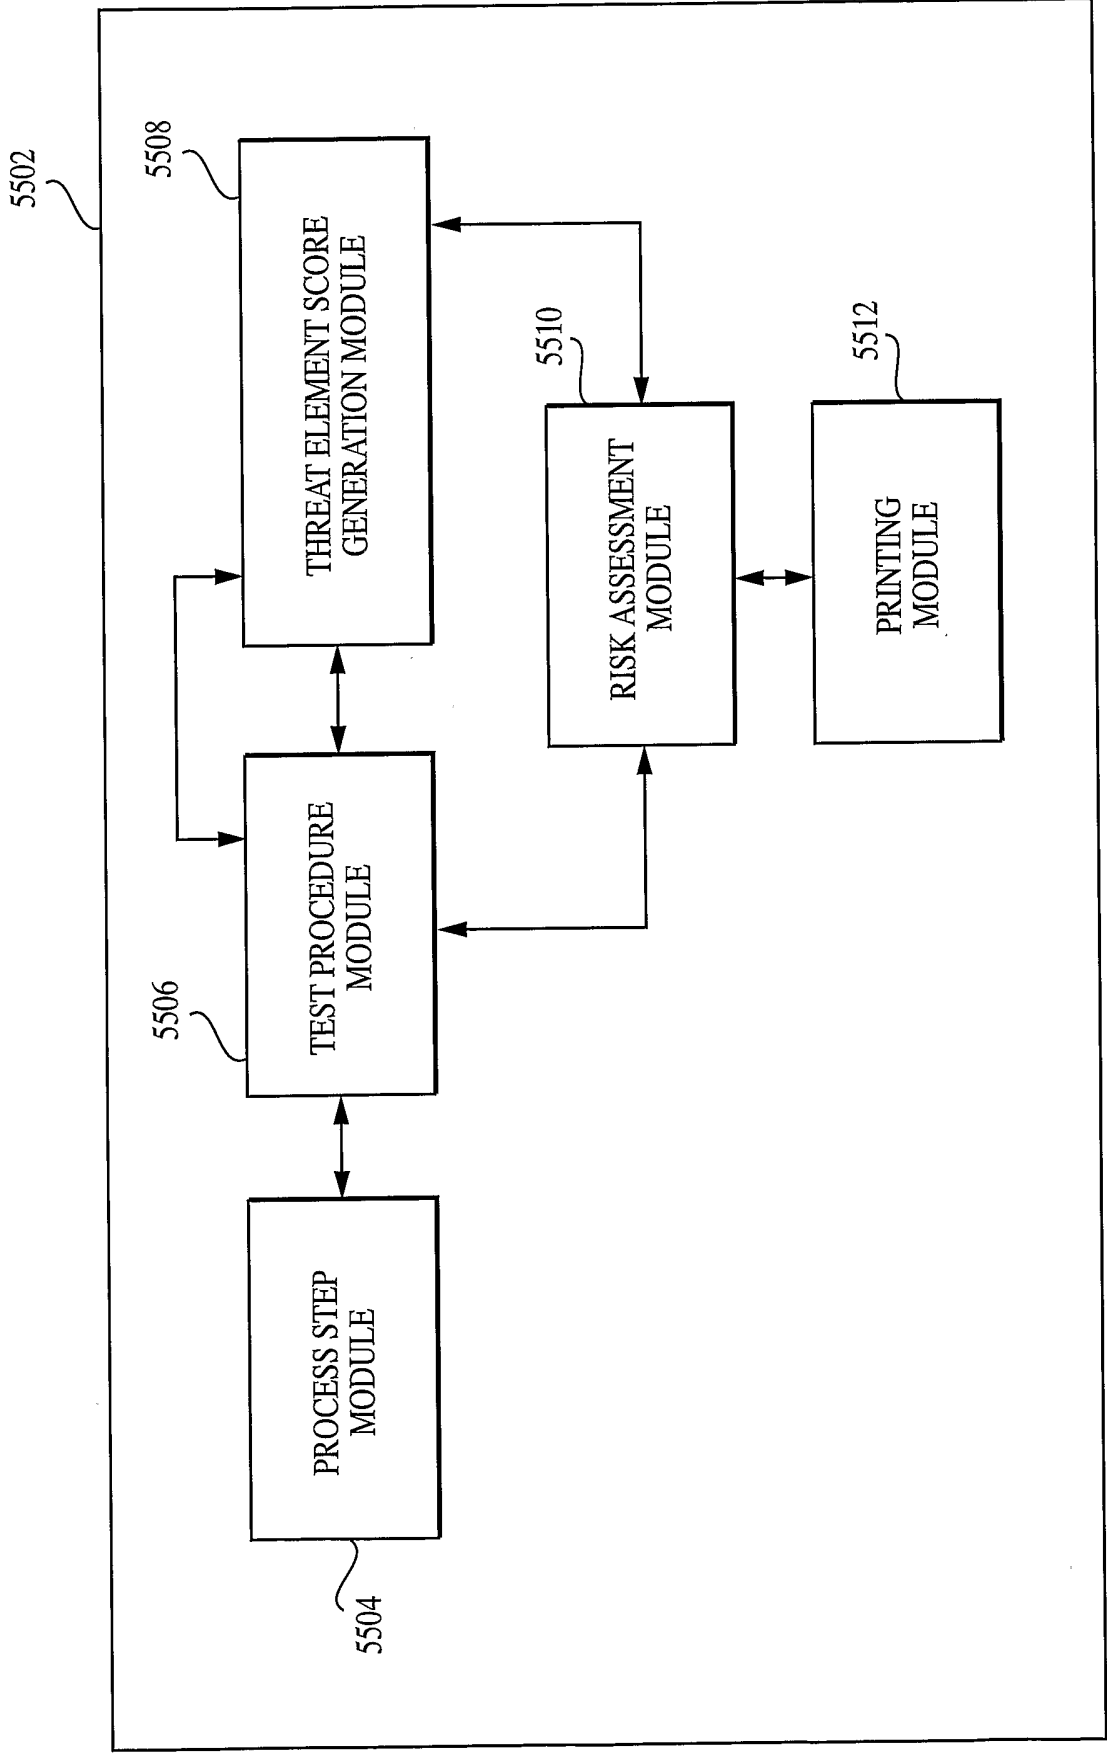 5502
5508
THREAT ELEMENT SCORE
GENERATION MODULE
5506
TEST PROCEDURE
MODULE
5504
PROCESS STEP
MODULE
5510
RISK ASSESSMENT
MODULE
5512
PRINTING
MODULE